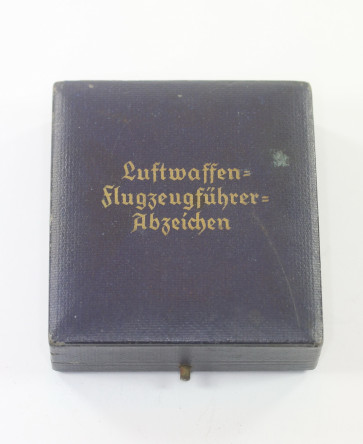 Luftwaffen=
Flugzeugführer=
Abzeichen